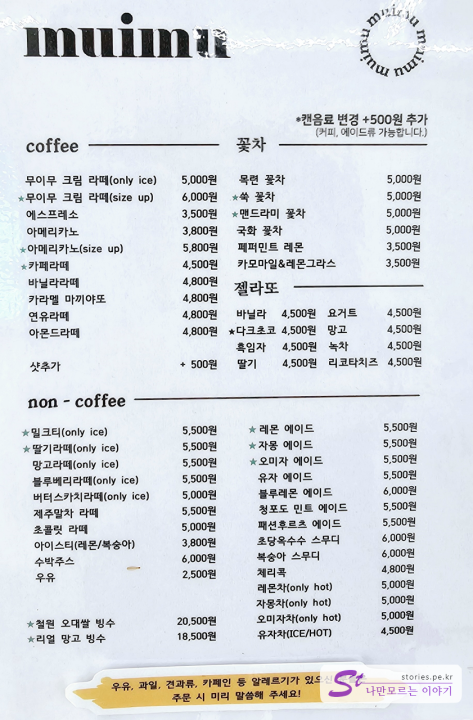 muimu
muimu muimu muimu
*캔음료 변경 +500원 추가
(커피, 에이드류 가능합니다.)
coffee
무이무 크림 라떼(only ice) 5,000원
★무이무 크림 라떼(size up) 6,000원
에스프레소 3,500원
아메리카노 3,800원
★아메리카노(size up) 5,800원
★카페라떼 4,500원
바닐라라떼 4,800원
카라멜 마끼아또 4,800원
연유라떼 4,800원
아몬드라떼 4,800원
샷추가 + 500원
꽃차
목련 꽃차 5,000원
★쑥 꽃차 5,000원
★맨드라미 꽃차 5,000원
국화 꽃차 5,000원
페퍼민트 레몬 3,500원
카모마일&레몬그라스 3,500원
젤라또
바닐라 4,500원 요거트 4,500원
★다크초코 4,500원 망고 4,500원
흑임자 4,500원 녹차 4,500원
딸기 4,500원 리코타치즈 4,500원
non - coffee
★밀크티(only ice) 5,500원
★딸기라떼(only ice) 5,500원
망고라떼(only ice) 5,500원
블루베리라떼(only ice) 5,500원
버터스카치라떼(only ice) 5,000원
제주말차 라떼 5,500원
초콜릿 라떼 5,000원
아이스티(레몬/복숭아) 3,800원
수박주스 6,000원
우유 2,500원
★철원 오대쌀 빙수 20,500원
★리얼 망고 빙수 18,500원
★레몬 에이드 5,500원
★자몽 에이드 5,500원
★오미자 에이드 5,500원
유자 에이드 5,500원
블루레몬 에이드 6,000원
청포도 민트 에이드 5,500원
패션후르츠 에이드 5,500원
초당옥수수 스무디 6,000원
복숭아 스무디 6,000원
체리콕 4,800원
레몬차(only hot) 5,000원
자몽차(only hot) 5,000원
오미자차(only hot) 5,000원
유자차(ICE/HOT) 4,500원
우유, 과일, 견과류, 카페인 등 알레르기가 있으신
주문 시 미리 말씀해 주세요!
St stories.pe.kr
나만모르는 이야기